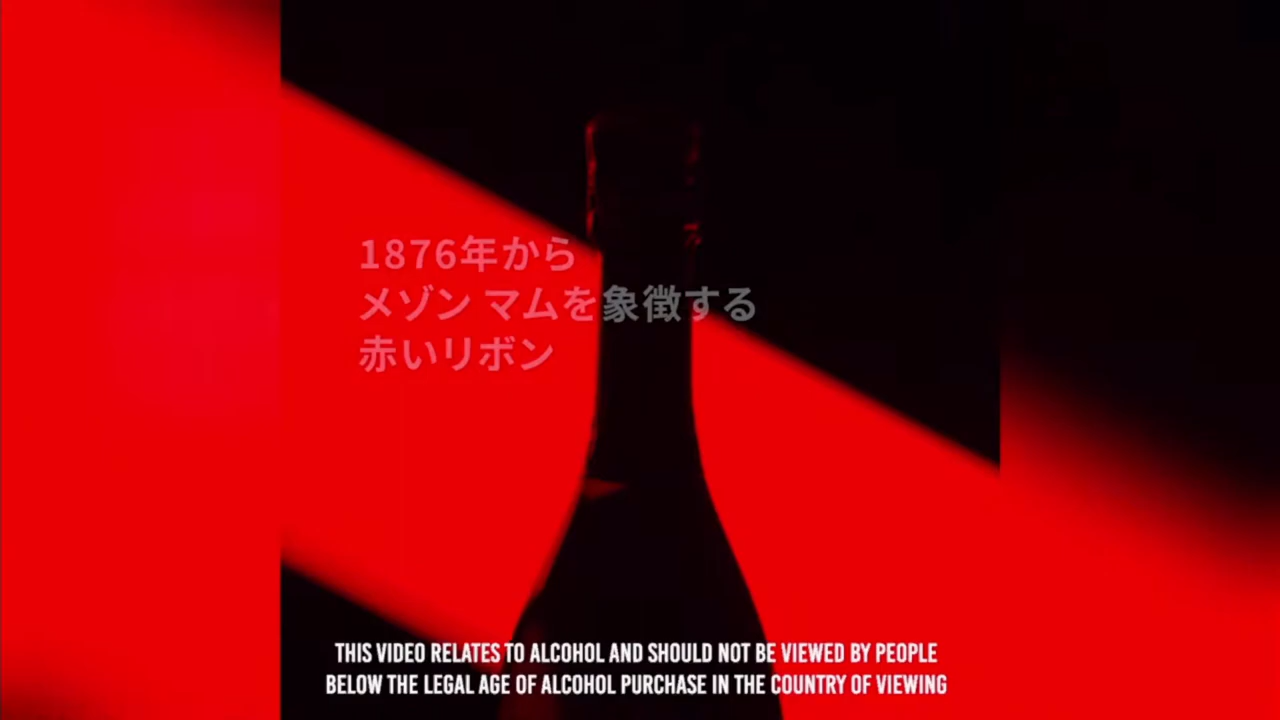 1876年から
メゾン マムを象徴する
赤いリボン
THIS VIDEO RELATES TO ALCOHOL AND SHOULD NOT BE VIEWED BY PEOPLE
BELOW THE LEGAL AGE OF ALCOHOL PURCHASE IN THE COUNTRY OF VIEWING